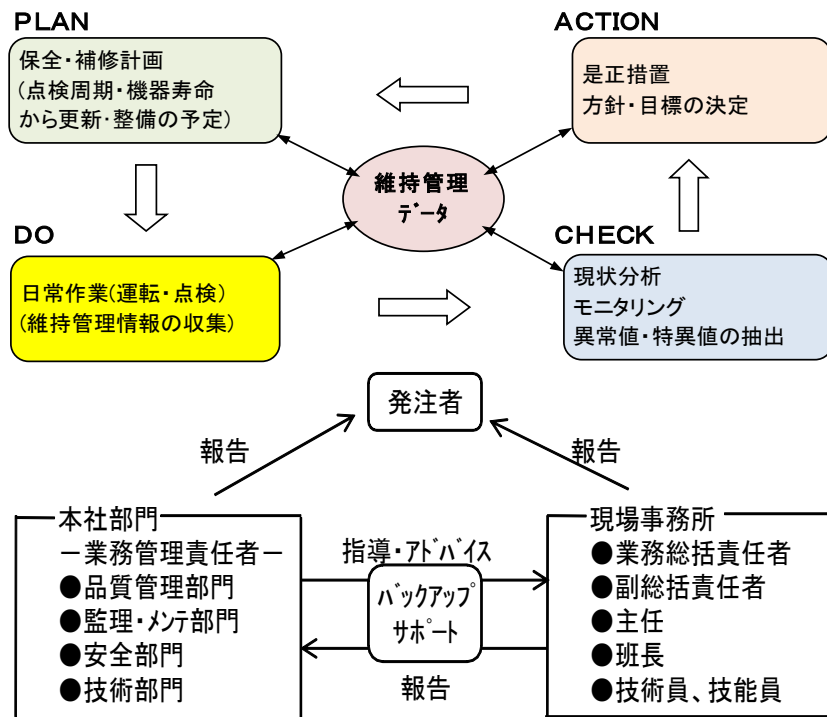 PLAN
保全・補修計画
(点検周期・機器寿命
から更新・整備の予定)
ACTION
是正措置
方針・目標の決定
維持管理
データ
DO
日常作業(運転・点検)
(維持管理情報の収集)
CHECK
現状分析
モニタリング
異常値・特異値の抽出
発注者
報告
報告
本社部門
－業務管理責任者－
●品質管理部門
●監理・メンテ部門
●安全部門
●技術部門
指導・アドバイス
バックアップ
サポート
報告
現場事務所
●業務総括責任者
●副総括責任者
●主任
●班長
●技術員、技能員